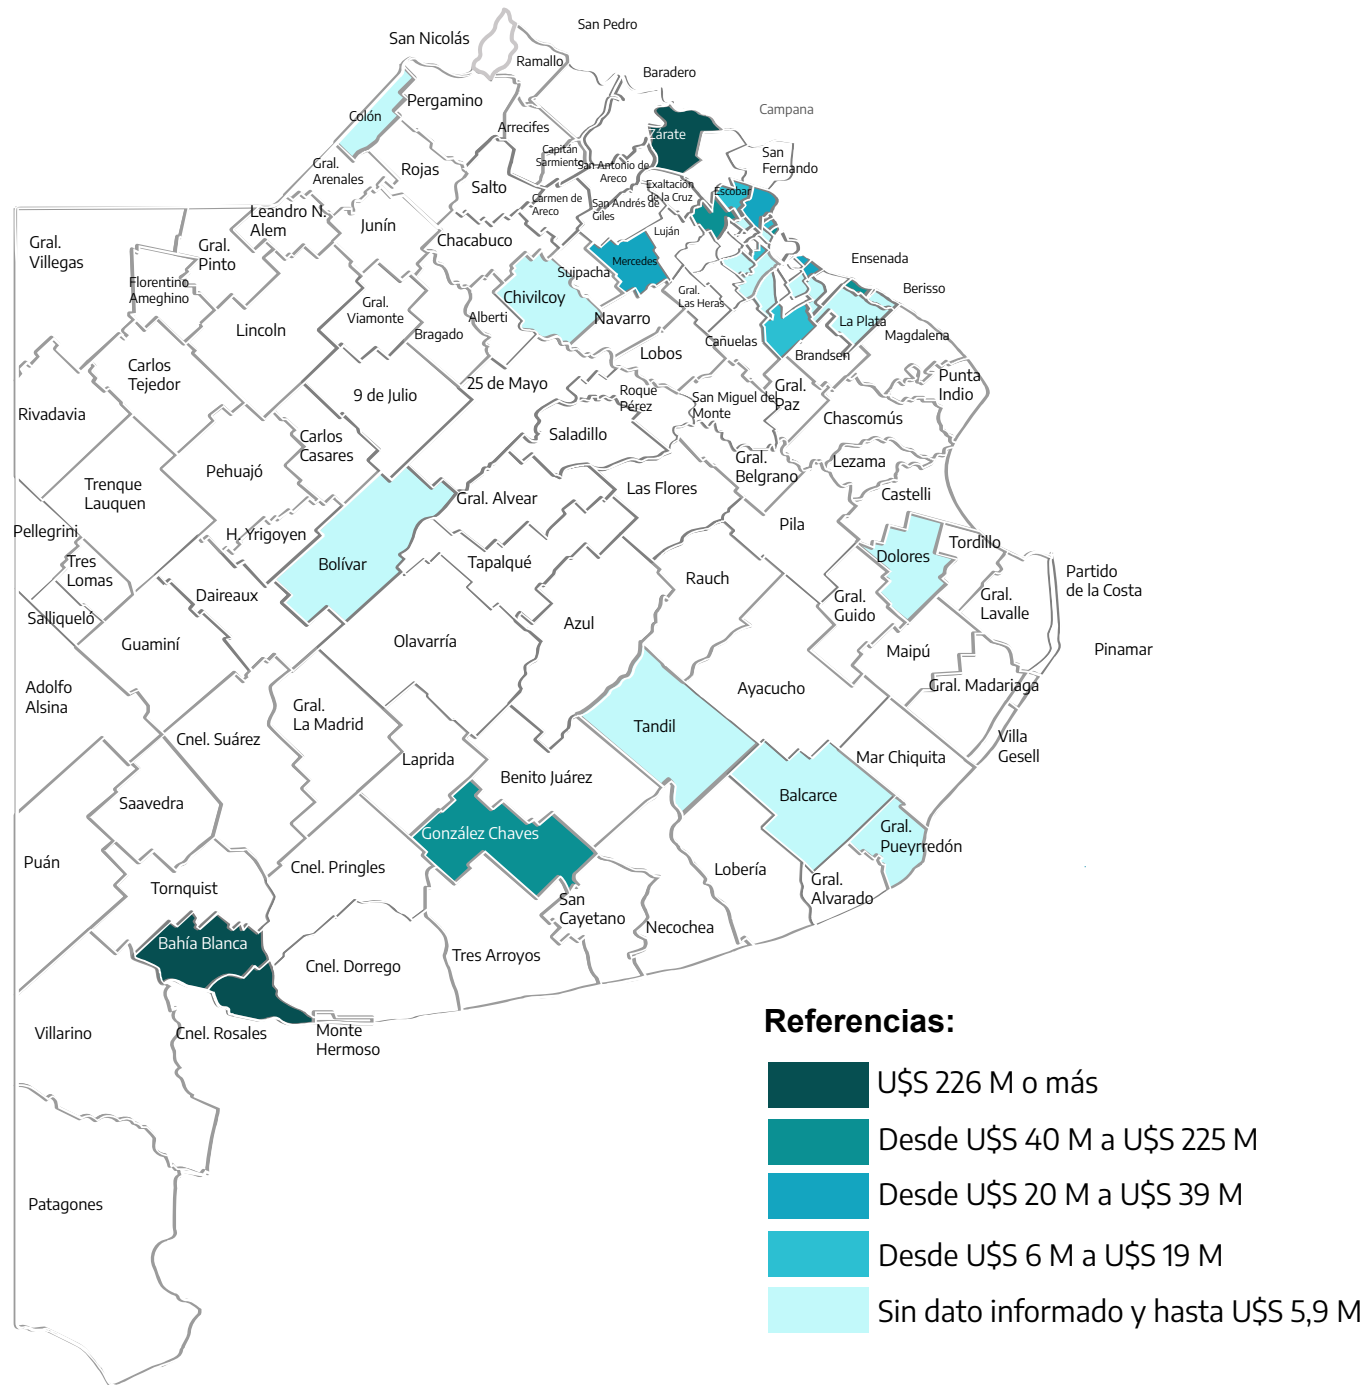 San Pedro
San Nicolás
Ramallo
Baradero
Pergamino
Campana
Colón
Arrecifes
Zárate
Capitán
Sarmiento
San
Fernando
Gral.
Arenales
Rojas
San Antonio de
Areco
Salto
Exaltación
de la Cruz
Escobar
Carmen de
Areco
San Andrés de
Giles
Leandro N.
Alem
Junín
Luján
Gral.
Villegas
Gral.
Pinto
Chacabuco
Ensenada
Mercedes
Suipacha
Florentino
Ameghino
Berisso
Chivilcoy
Gral.
Las Heras
Gral.
Viamonte
Alberti
Navarro
La Plata
Lincoln
Bragado
Magdalena
Cañuelas
Lobos
Brandsen
Carlos
Tejedor
Punta
Indio
25 de Mayo
9 de Julio
Roque
Pérez
San Miguel del
Monte
Gral.
Paz
Rivadavia
Chascomús
Carlos
Casares
Saladillo
Pehuajó
Gral.
Belgrano
Lezama
Trenque
Lauquen
Las Flores
Castelli
Gral. Alvear
Pila
Pellegrini
H. Yrigoyen
Tordillo
Dolores
Tres
Lomas
Bolívar
Tapalqué
Rauch
Partido
de la Costa
Daireaux
Gral.
Guido
Gral.
Lavalle
Salliqueló
Azul
Guaminí
Olavarría
Maipú
Pinamar
Adolfo
Alsina
Ayacucho
Gral. Madariaga
Gral.
La Madrid
Tandil
Cnel. Suárez
Villa
Gesell
Laprida
Mar Chiquita
Benito Juárez
Saavedra
Balcarce
González Chaves
Gral.
Pueyrredón
Puán
Cnel. Pringles
Lobería
Tornquist
Gral.
Alvarado
San
Cayetano
Necochea
Bahía Blanca
Tres Arroyos
Cnel. Dorrego
Villarino
Cnel. Rosales
Monte
Hermoso
Patagones
Referencias:
U$S 226 M o más
Desde U$S 40 M a U$S 225 M
Desde U$S 20 M a U$S 39 M
Desde U$S 6 M a U$S 19 M
Sin dato informado y hasta U$S 5,9 M